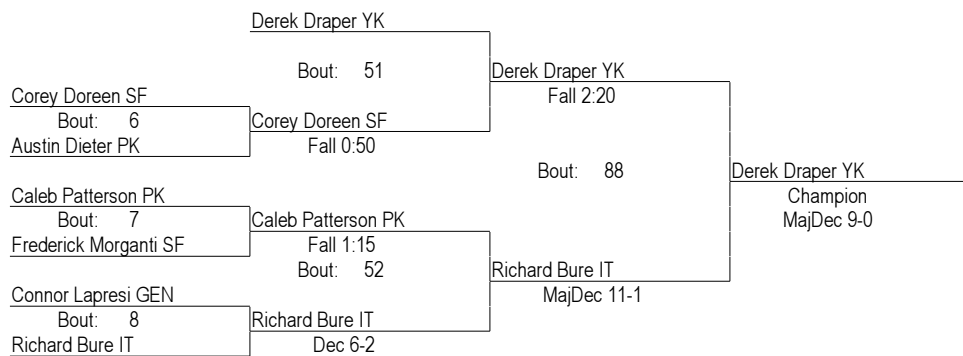 Derek Draper YK
Bout: 51
Derek Draper YK
Fall 2:20
Corey Doreen SF
Bout: 6
Corey Doreen SF
Austin Dieter PK
Fall 0:50
Bout: 88
Derek Draper YK
Champion
MajDec 9-0
Caleb Patterson PK
Bout: 7
Caleb Patterson PK
Frederick Morganti SF
Fall 1:15
Bout: 52
Richard Bure IT
MajDec 11-1
Connor Lapresi GEN
Bout: 8
Richard Bure IT
Richard Bure IT
Dec 6-2